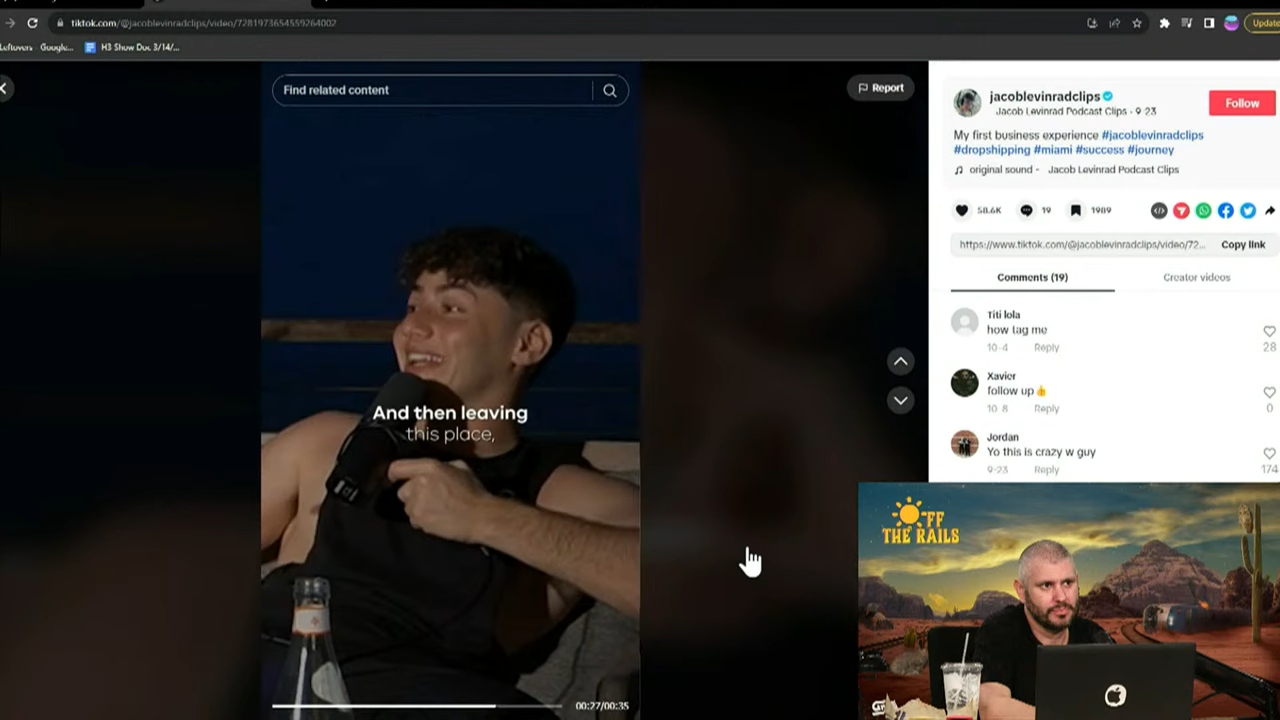 tiktok.com/@jacoblevinradclips/video/7281973654559264002
Update
Leftovers Google...
H3 Show Doc 3/14/...
Find related content
Report
And then leaving
this place,
00:27/00:35
jacoblevinradclips
Jacob Levinrad Podcast Clips · 9-23
Follow
My first business experience #jacoblevinradclips
#dropshipping #miami #success #journey
original sound - Jacob Levinrad Podcast Clips
58.6K
19
1989
https://www.tiktok.com/@jacoblevinradclips/video/72...
Copy link
Comments (19)
Creator videos
Titi lola
how tag me
10-4 Reply
28
Xavier
follow up👍
10-8 Reply
0
Jordan
Yo this is crazy w guy
9-23 Reply
174
OFF
THE RAILS